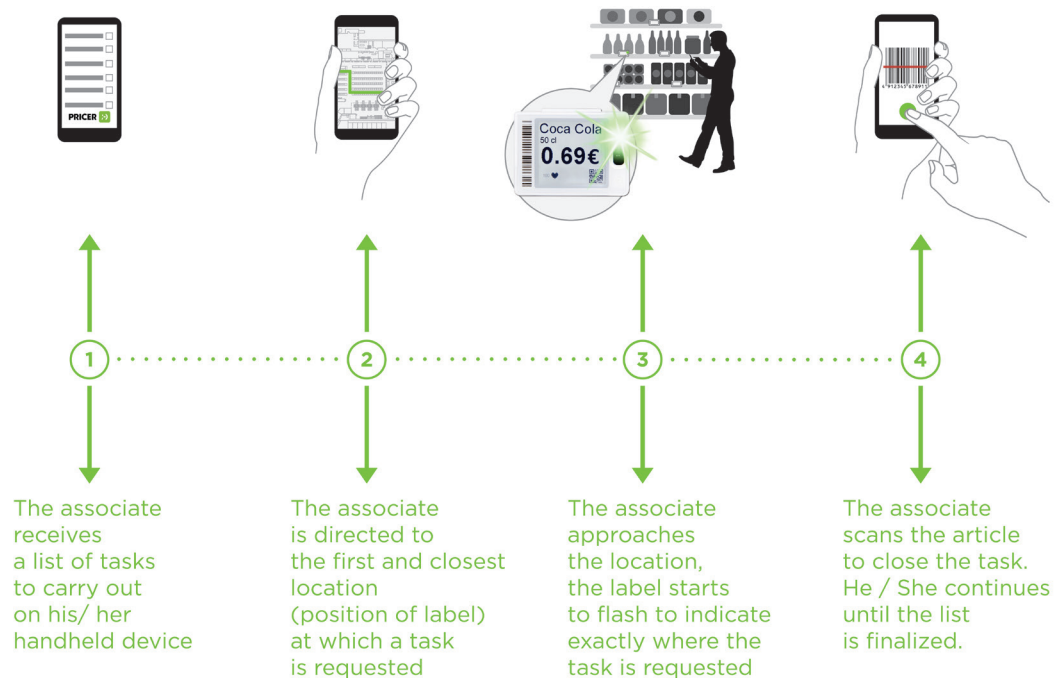 PRICER
Coca Cola
50 cl
0.69€
4 912345 67891
1
2
3
4
The associate
receives
a list of tasks
to carry out
on his/ her
handheld device
The associate
is directed to
the first and closest
location
(position of label)
at which a task
is requested
The associate
approaches
the location,
the label starts
to flash to indicate
exactly where the
task is requested
The associate
scans the article
to close the task.
He / She continues
until the list
is finalized.